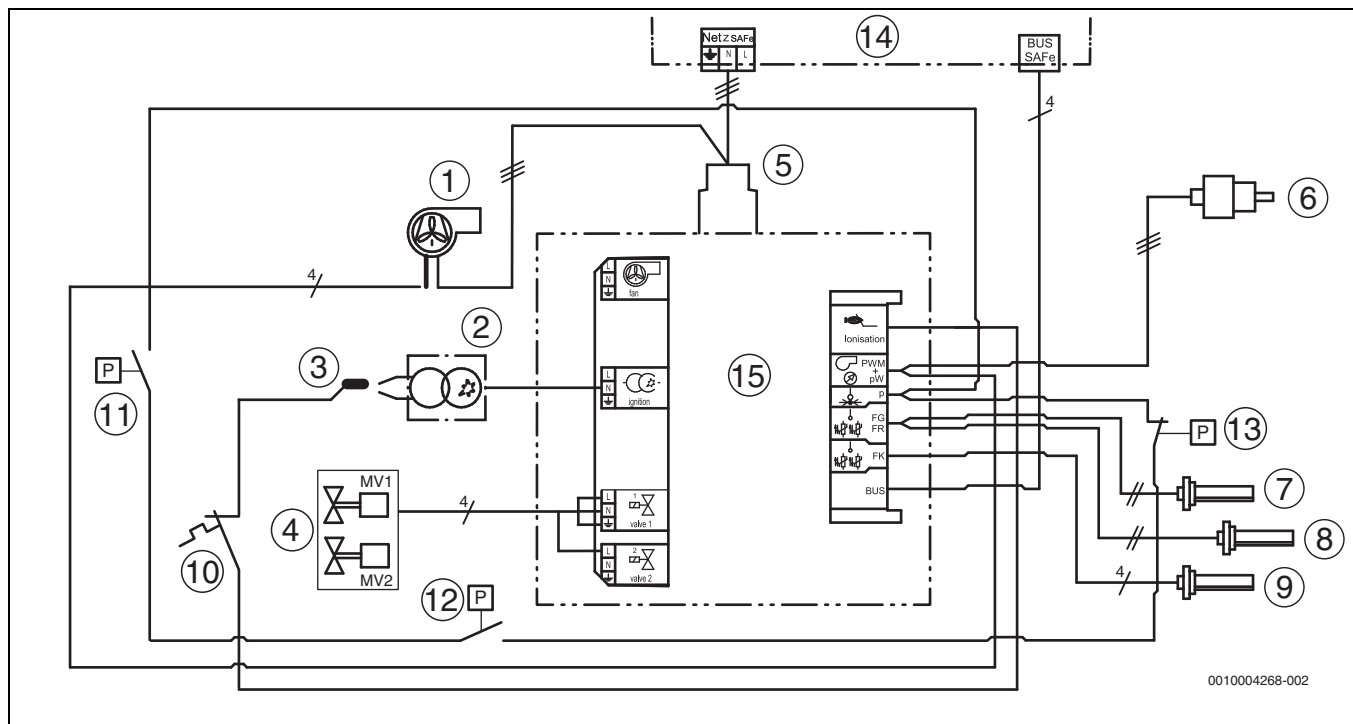 Netz SAFe
N L
14
BUS
SAFe
4
5
1
6
4
L
N
fan
2
Ionisation
15
PWM
+
pW
P
11
3
L
N
ignition
P
FG
FR
P
13
FK
7
MV1
4
BUS
4
L
N
1
valve 1
8
10
MV2
L
N
2
valve 2
4
9
12
P
0010004268-002